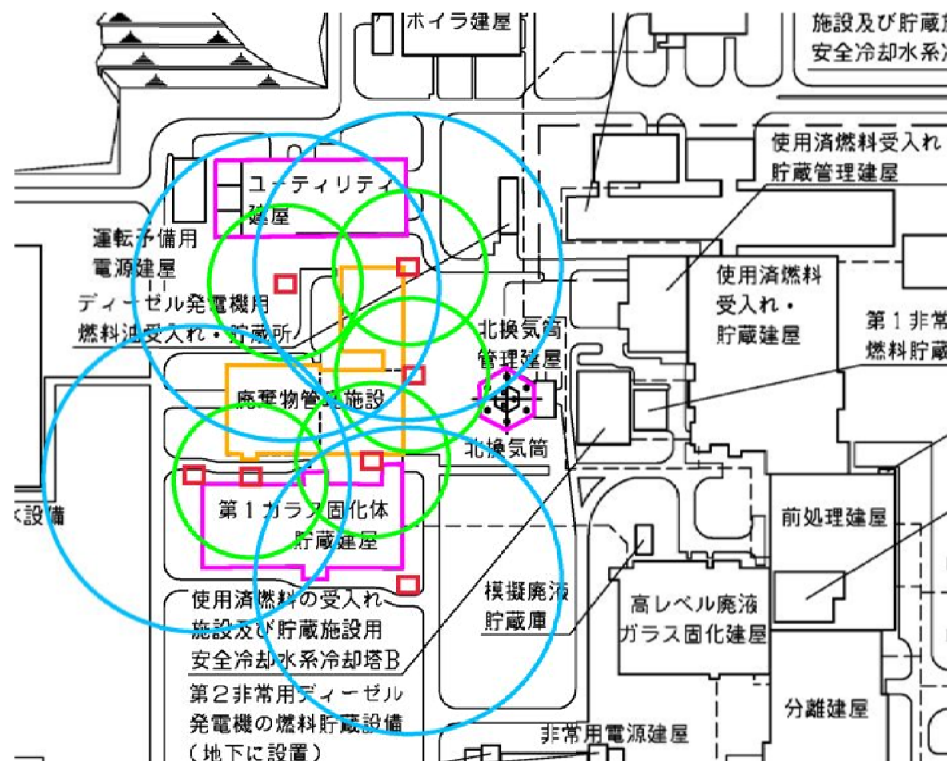 ボイラ建屋
施設及び貯蔵
安全冷却水系
使用済燃料受入れ
貯蔵管理建屋
ユーティリティ
建屋
運転予備用
電源建屋
ディーゼル発電機用
燃料油受入れ・貯蔵所
使用済燃料
受入れ・
貯蔵建屋
第1非常
燃料貯蔵
北換気筒
管理建屋
廃棄物管理施設
北換気筒
水設備
第1ガラス固化体
貯蔵建屋
前処理建屋
使用済燃料の受入れ
施設及び貯蔵施設用
安全冷却水系冷却塔B
模擬廃液
貯蔵庫
高レベル廃液
ガラス固化建屋
第2非常用ディーゼル
発電機の燃料貯蔵設備
(地下に設置)
分離建屋
非常用電源建屋